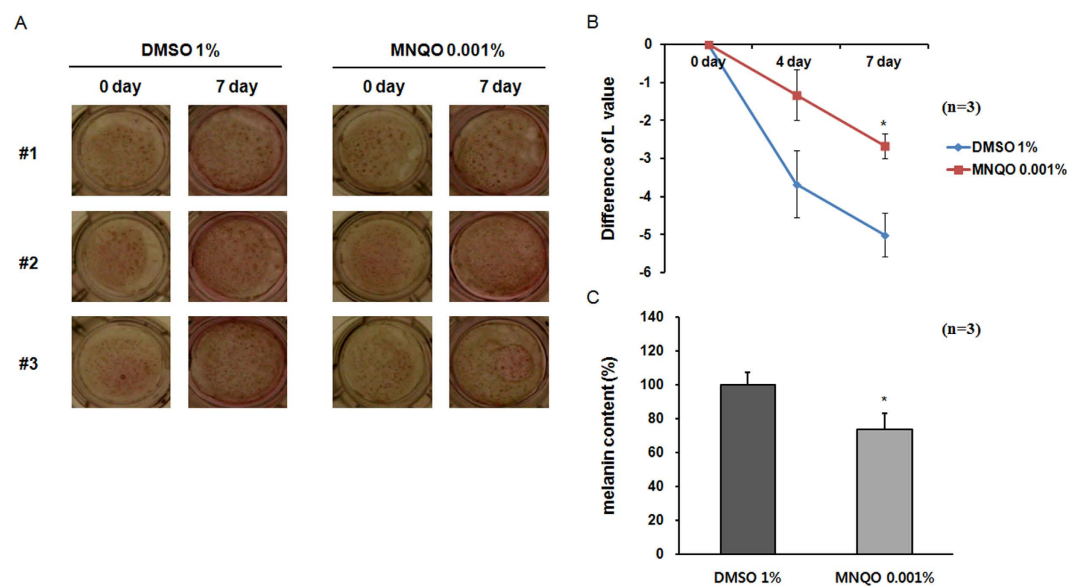 A
DMSO 1%
MNQO 0.001%
0 day
7 day
0 day
7 day
#1
#2
#3
B
Difference of L value
0
-1
-2
-3
-4
-5
-6
0 day
4 day
7 day
*
(n=3)
DMSO 1%
MNQO 0.001%
C
melanin content (%)
140
120
100
80
60
40
20
0
*
(n=3)
DMSO 1%
MNQO 0.001%